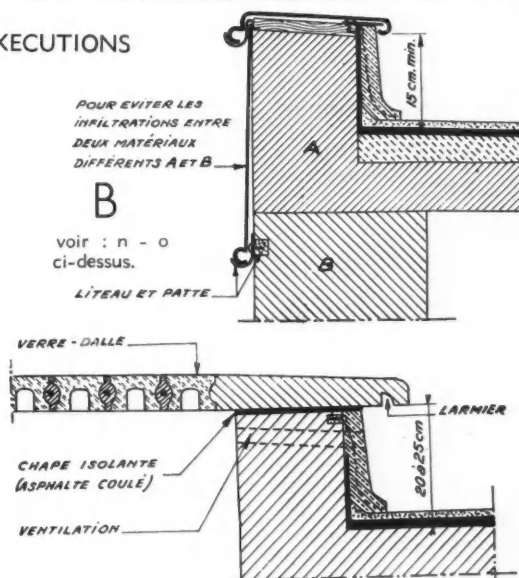 XECUTIONS
POUR EVITER LES
INFILTRATIONS ENTRE
DEUX MATÉRIAUX
DIFFÉRENTS A ET B
B
voir : n - o
ci-dessus.
LITEAU ET PATTE
A
B
15 cm. min.
VERRE - DALLE
LARMIER
CHAPE ISOLANTE
(ASPHALTE COULÉ)
VENTILATION
20 à 25 cm